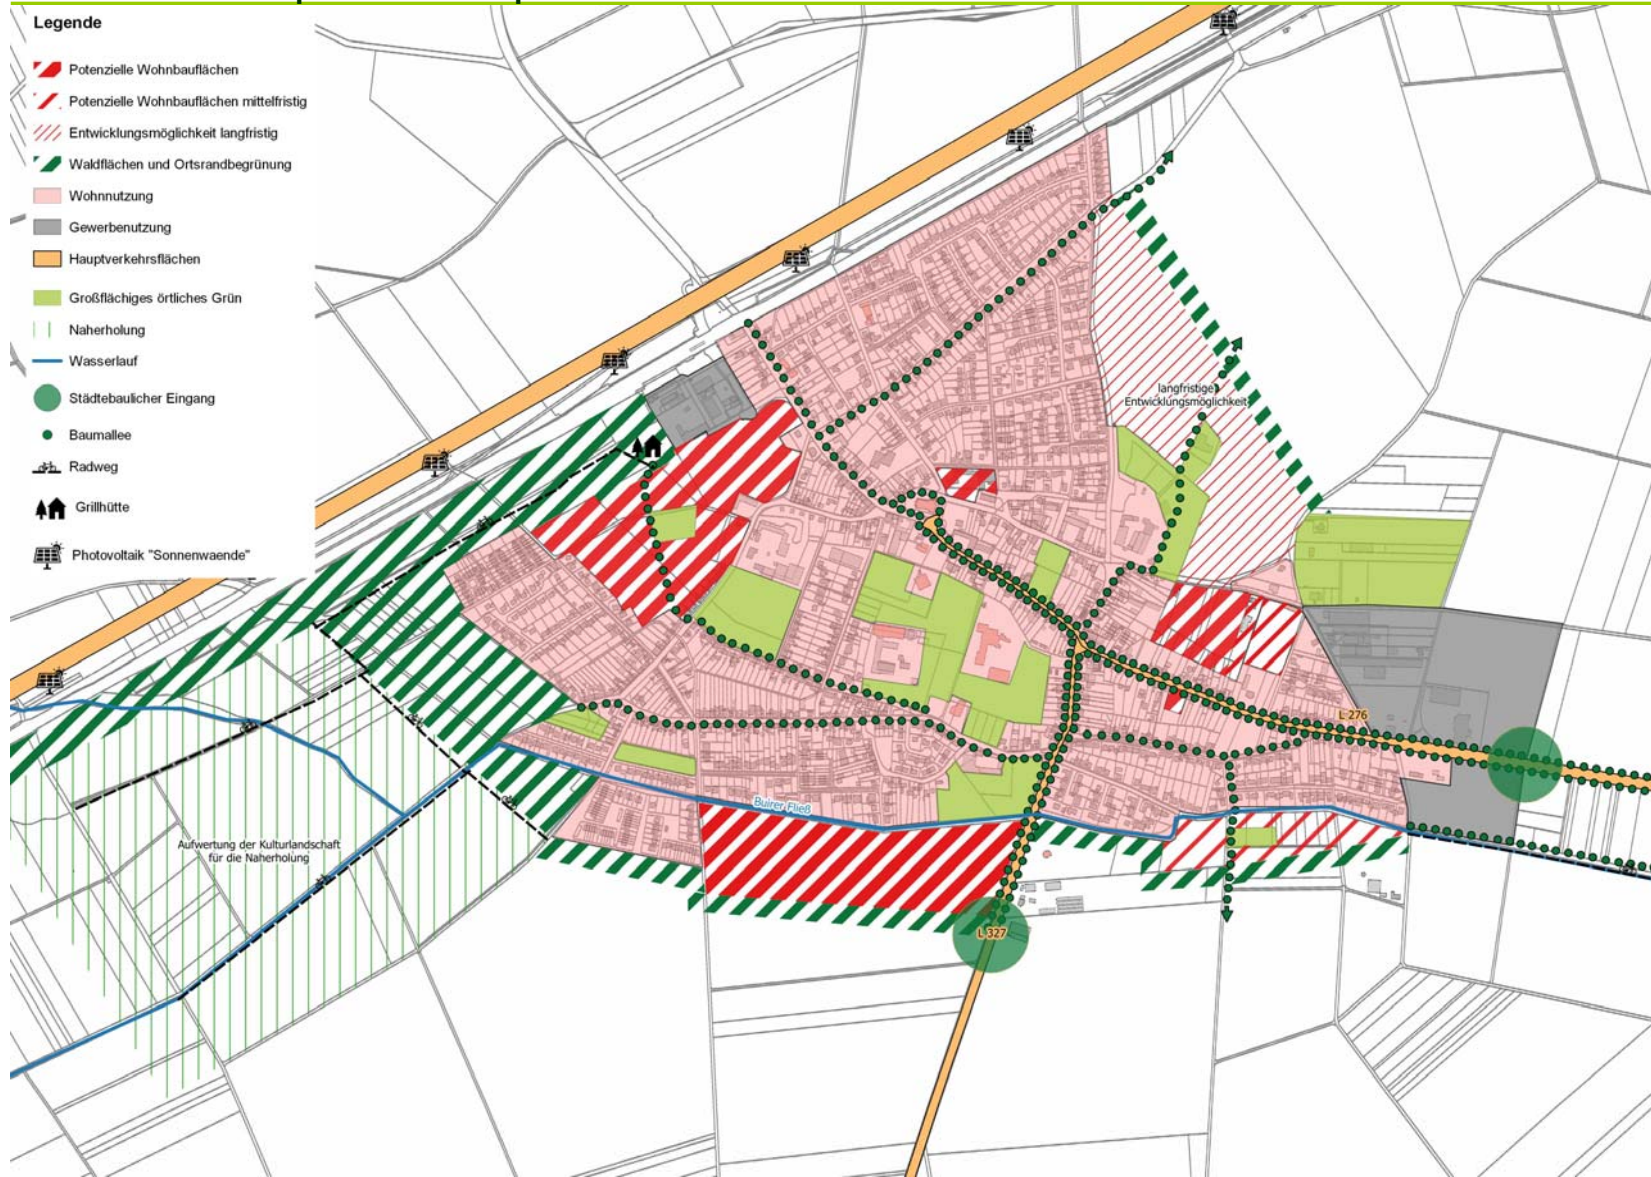 Legende
Potenzielle Wohnbauflächen
Potenzielle Wohnbauflächen mittelfristig
Entwicklungsmöglichkeit langfristig
Waldflächen und Ortsrandbegrünung
Wohnnutzung
Gewerbenutzung
Hauptverkehrsflächen
Großflächiges örtliches Grün
Naherholung
Wasserlauf
Städtebaulicher Eingang
Baumallee
Radweg
Grillhütte
Photovoltaik "Sonnenwaende"
langfristige
Entwicklungsmöglichkeit
L 276
Buirer Fließ
Aufwertung der Kulturlandschaft
für die Naherholung
L 327